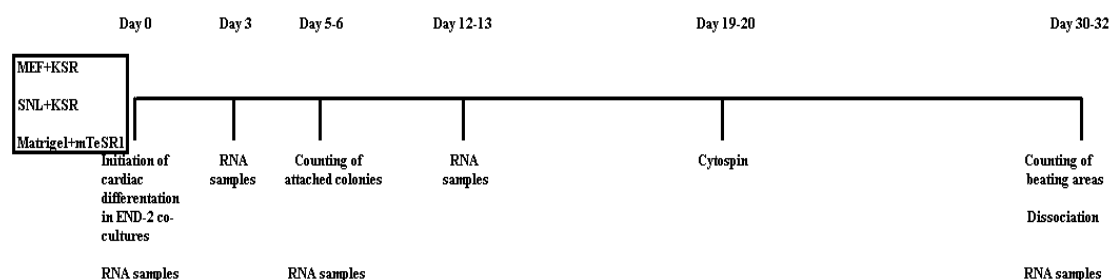 Day 0 Day 3 Day 5-6 Day 12-13 Day 19-20 Day 30-32
MEF+KSR
SNL+KSR
Matrigel+mTeSR1
Initiation of
cardiac
differentation
in END-2 co-
cultures
RNA samples
RNA
samples
Counting of
attached colonies
RNA samples
RNA
samples
Cytospin
Counting of
beating areas
Dissociation
RNA samples